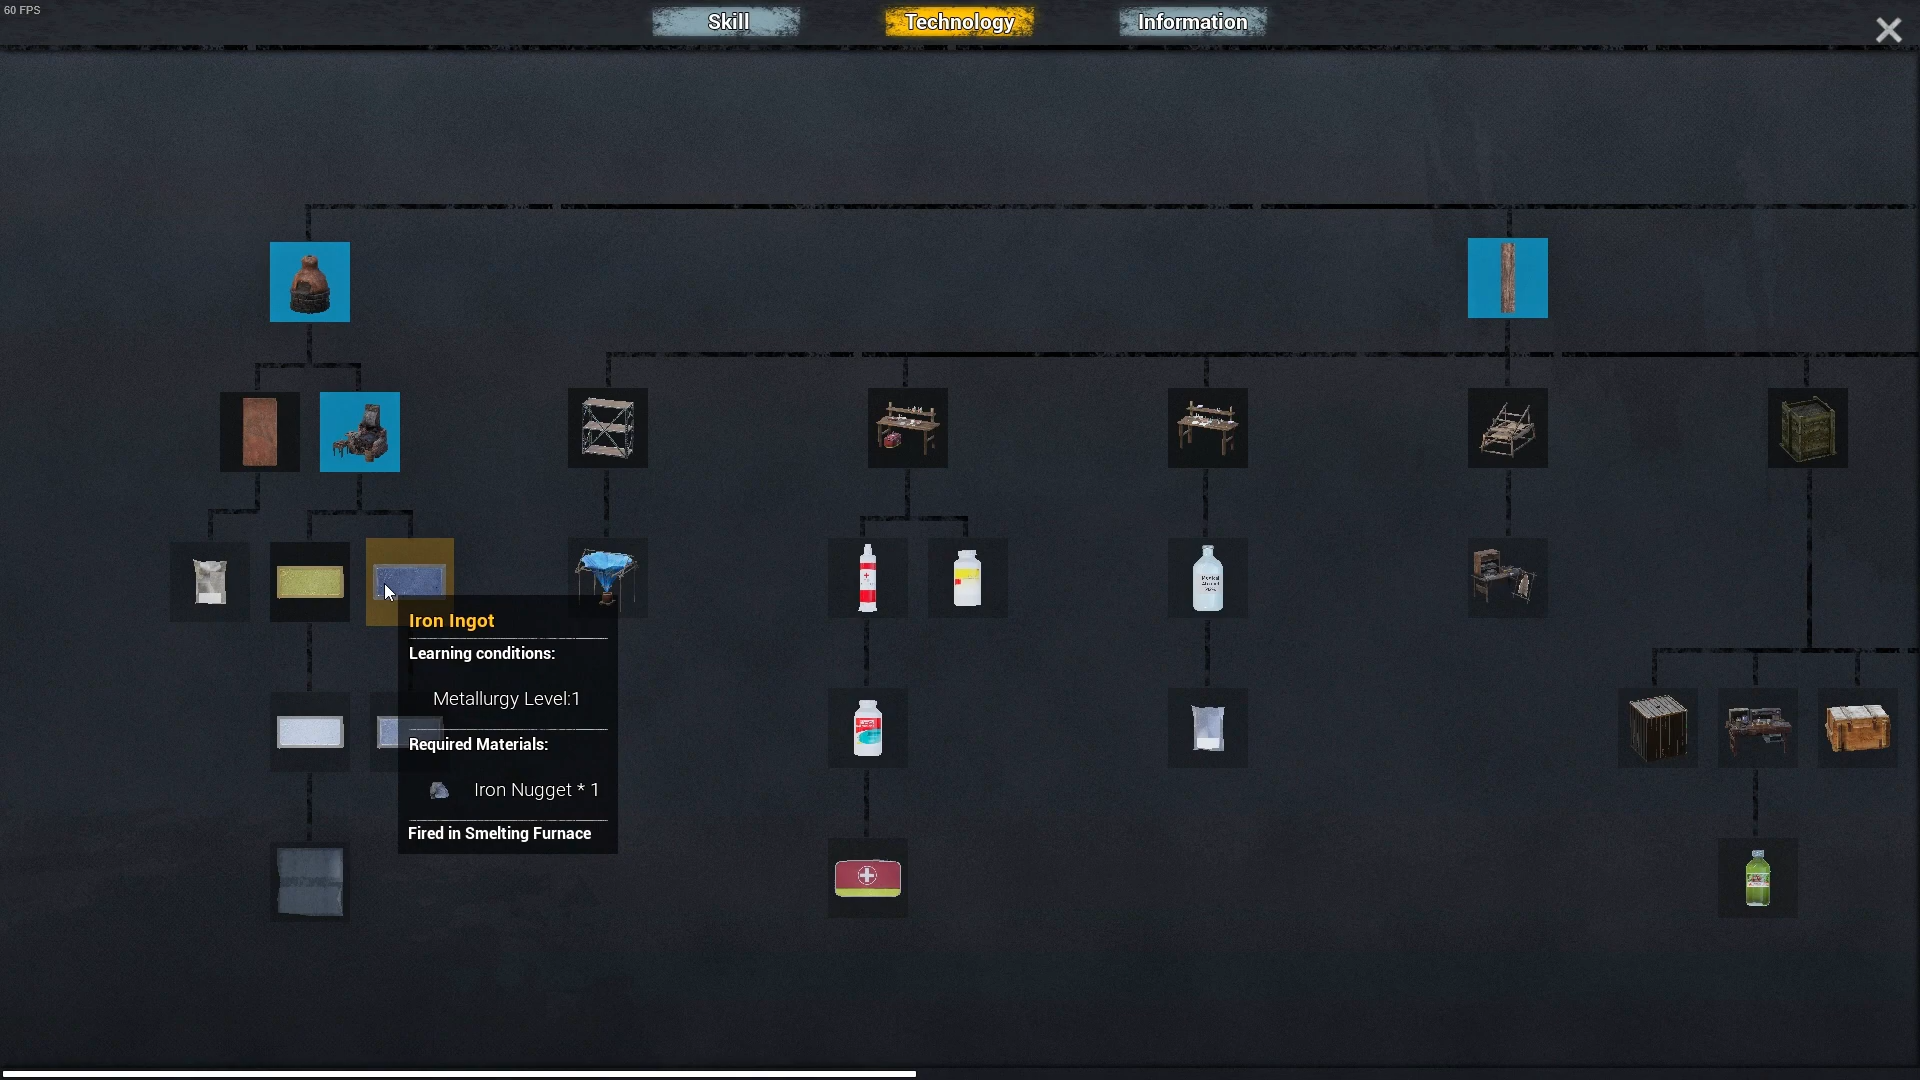 60 FPS
Skill
Technology
Information
Iron Ingot
Learning conditions:
Metallurgy Level:1
Required Materials:
Iron Nugget * 1
Fired in Smelting Furnace